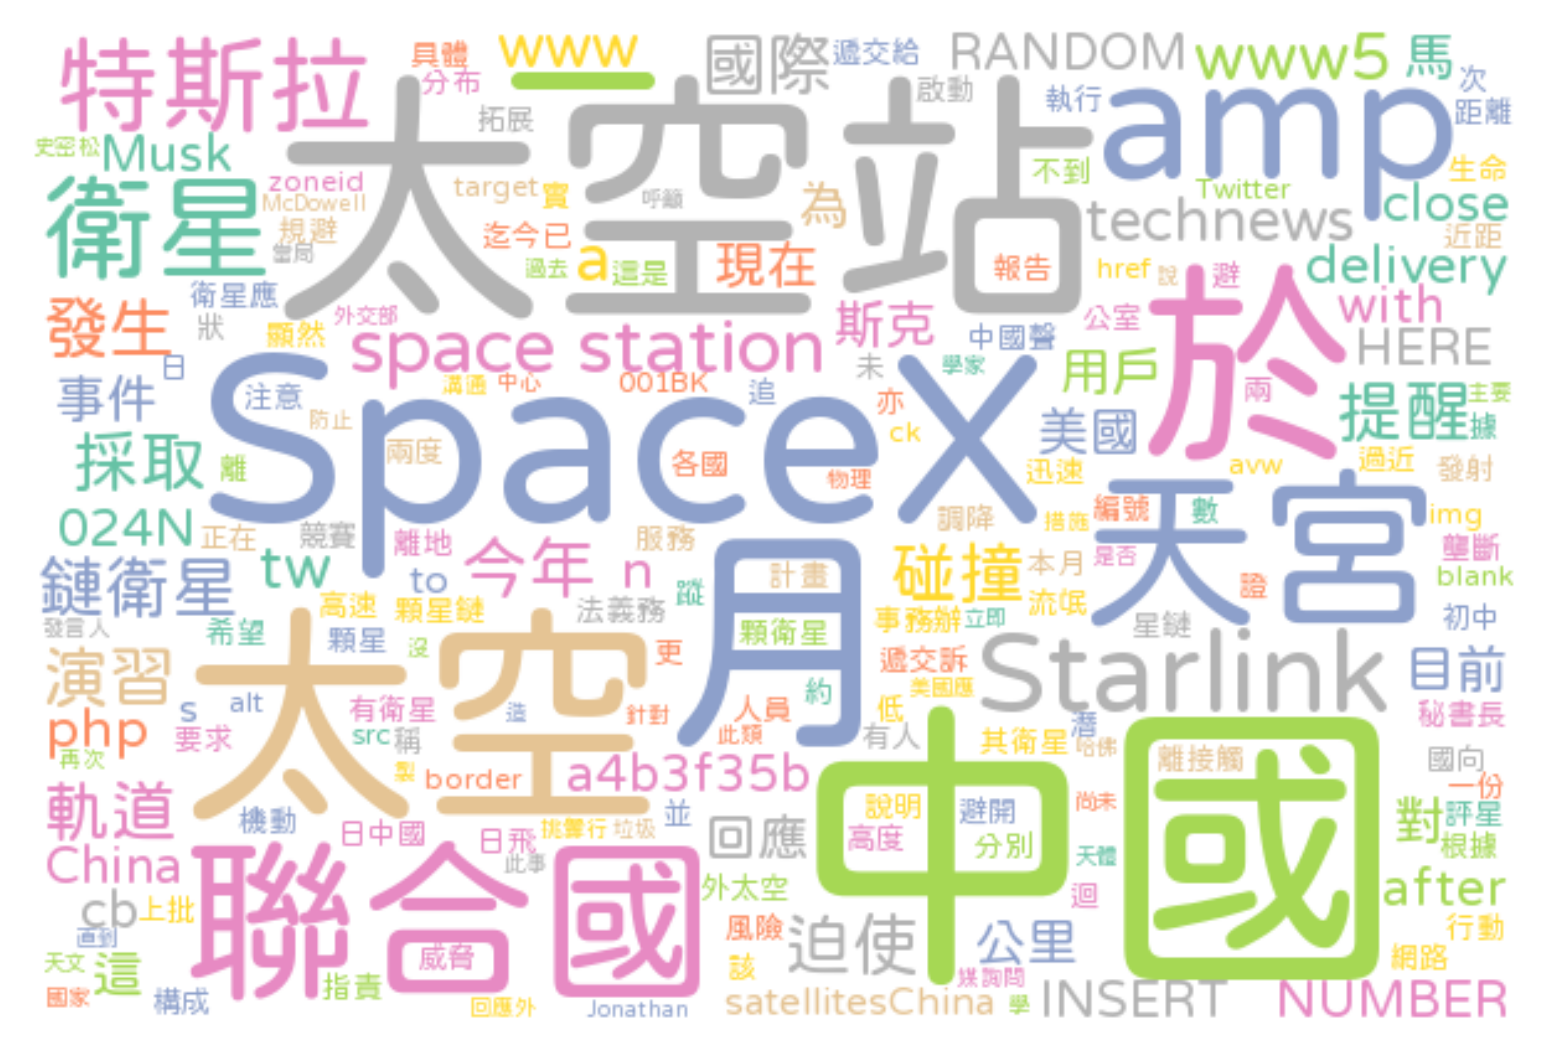 特斯拉 具體 www 國際 遞交給 RANDOM www5 馬
分布 拓展 啟動 執行 amp 次 距離
史密松 Musk 太空站 不到 Twitter 生命
衛星 zoneid McDowell target 實 呼籲 為 technews close
規避 當局 迄今已 近距
過去 a 這是 現在 報告 href 說 避 delivery
衛星應 外交部 發生 狀 顯然 斯克 中國聲 公室 於 with
space station HERE
日 溝通 中心 001BK 未 學家 用戶 兩
事件 注意 SpaceX 追 亦 提醒 主要
防止 ck 美國 據
採取 離 兩度 各國 物理 迅速 avw 過近 發射
024N 正在 競賽 離地 服務 調降 措施 編號 數 天宮 img
鏈衛星 tw to 今年 n 月 計畫 碰撞 本月 是否 證 壟斷 blank
高速 顆星鏈 法義務 蹤 流氓
發言人 希望 顆星 沒 太空 更 顆衛星 事務辦 立即 星鏈 初中
演習 遞交訴 Starlink 目前
s alt 有衛星 造 針對 人員 約 低 美國應 潛 秘書長
php 要求 src 稱 此類 有人 其衛星 哈佛
再次 製 border a4b3f35b 中國 離接觸 國向
軌道 機動 日中國 日飛 挑釁行 垃圾 並 回應 說明 避開 尚未 一份
此事 高度 分別 對 評星
China 聯合國 天體 根據
cb 上批 外太空 迴 after
直到 威脅 風險 迫使 公里 行動
天文 這 指責 該 媒詢問 網路
國家 構成 回應外 Jonathan satellitesChina 學 INSERT NUMBER